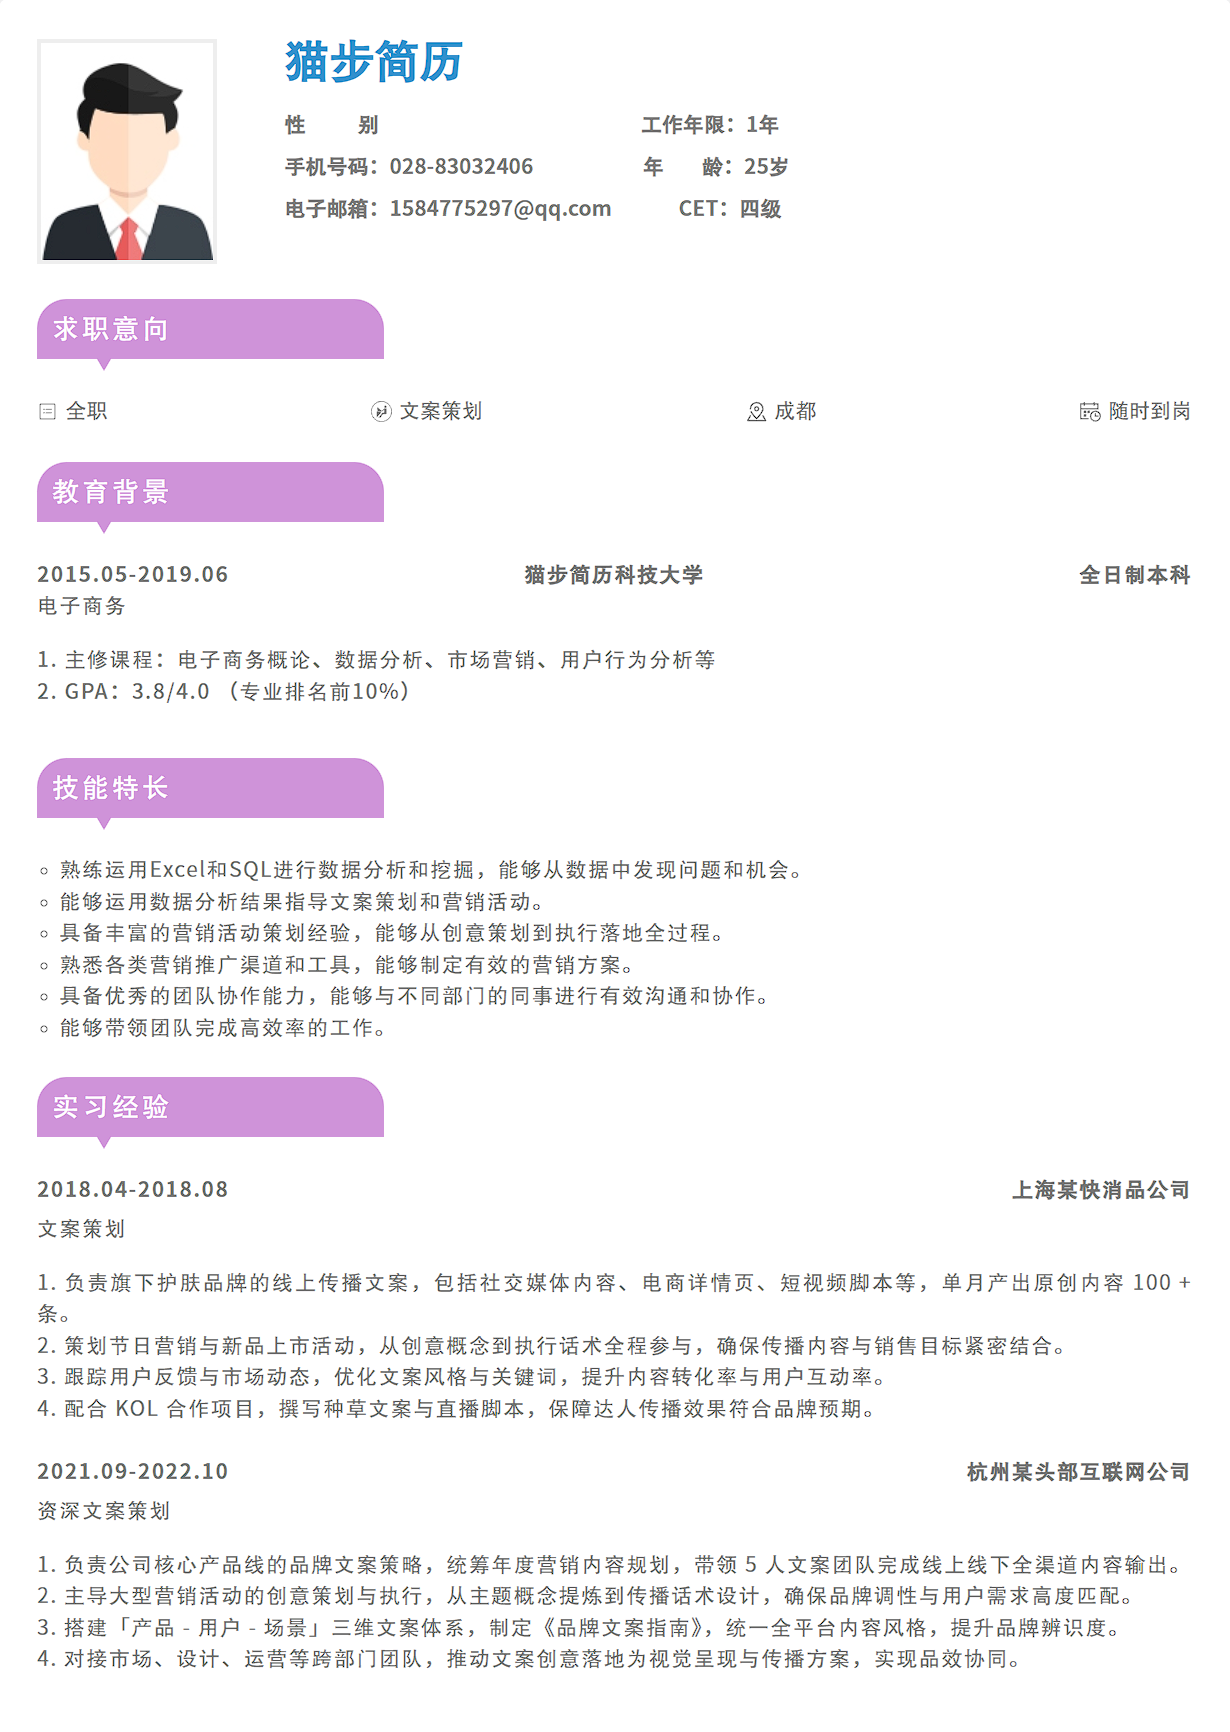 猫步简历
性 别 工作年限：1年
手机号码：028-83032406 年 龄：25岁
电子邮箱：1584775297@qq.com CET：四级
求职意向
全职 文案策划 成都 随时到岗
教育背景
2015.05-2019.06 猫步简历科技大学 全日制本科
电子商务
1. 主修课程：电子商务概论、数据分析、市场营销、用户行为分析等
2. GPA：3.8/4.0 （专业排名前10%）
技能特长
熟练运用Excel和SQL进行数据分析和挖掘，能够从数据中发现问题和机会。
能够运用数据分析结果指导文案策划和营销活动。
具备丰富的营销活动策划经验，能够从创意策划到执行落地全过程。
熟悉各类营销推广渠道和工具，能够制定有效的营销方案。
具备优秀的团队协作能力，能够与不同部门的同事进行有效沟通和协作。
能够带领团队完成高效率的工作。
实习经验
2018.04-2018.08 上海某快消品公司
文案策划
1. 负责旗下护肤品牌的线上传播文案，包括社交媒体内容、电商详情页、短视频脚本等，单月产出原创内容 100 +
条。
2. 策划节日营销与新品上市活动，从创意概念到执行话术全程参与，确保传播内容与销售目标紧密结合。
3. 跟踪用户反馈与市场动态，优化文案风格与关键词，提升内容转化率与用户互动率。
4. 配合 KOL 合作项目，撰写种草文案与直播脚本，保障达人传播效果符合品牌预期。
2021.09-2022.10 杭州某头部互联网公司
资深文案策划
1. 负责公司核心产品线的品牌文案策略，统筹年度营销内容规划，带领 5 人文案团队完成线上线下全渠道内容输出。
2. 主导大型营销活动的创意策划与执行，从主题概念提炼到传播话术设计，确保品牌调性与用户需求高度匹配。
3. 搭建「产品 - 用户 - 场景」三维文案体系，制定《品牌文案指南》，统一全平台内容风格，提升品牌辨识度。
4. 对接市场、设计、运营等跨部门团队，推动文案创意落地为视觉呈现与传播方案，实现品效协同。